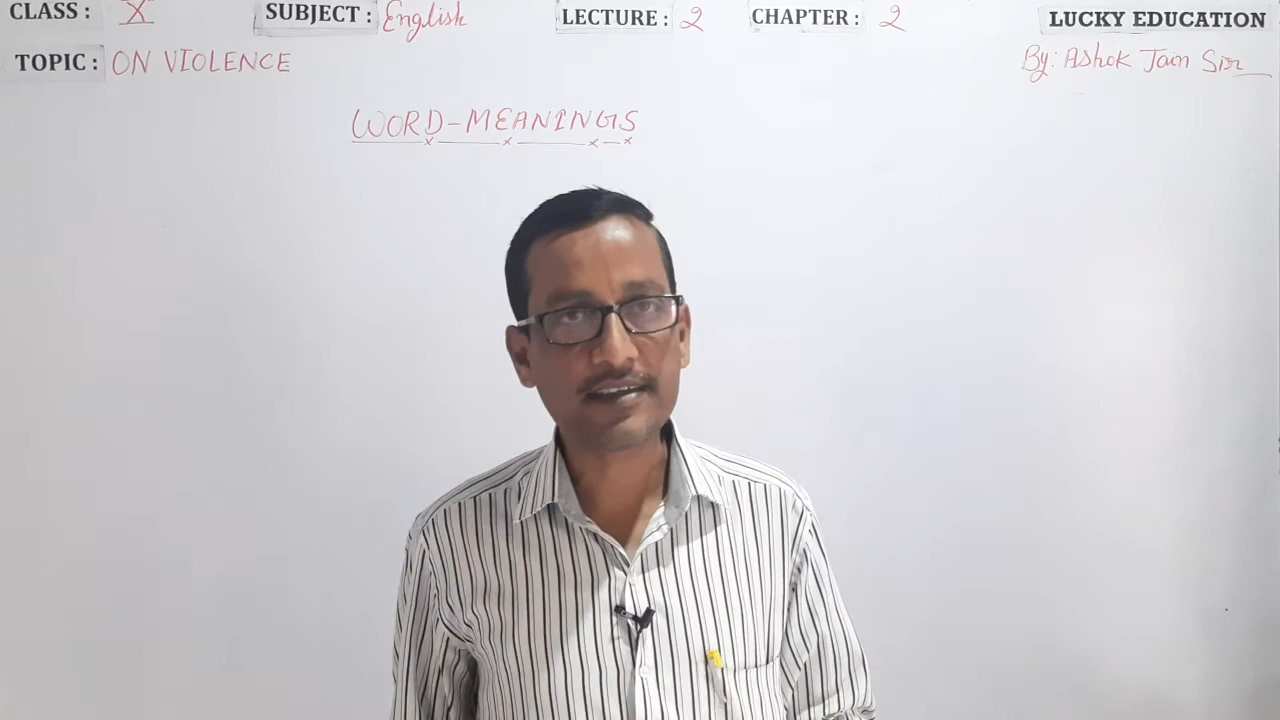 CLASS : X SUBJECT : English LECTURE : 2 CHAPTER : 2 LUCKY EDUCATION
TOPIC : ON VIOLENCE By: Ashok Jain Sir
WORD-MEANINGS